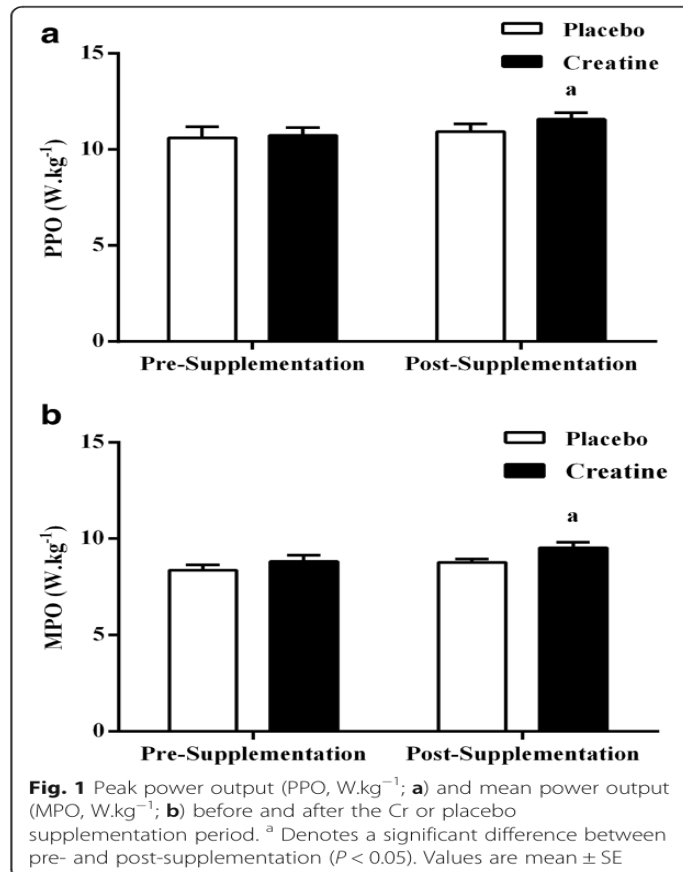 a
Placebo
Creatine
a
15
10
5
0
PPO (W.kg⁻¹)
Pre-Supplementation Post-Supplementation
b
Placebo
Creatine
a
15
10
5
0
MPO (W.kg⁻¹)
Pre-Supplementation Post-Supplementation
Fig. 1 Peak power output (PPO, W.kg⁻¹; a) and mean power output
(MPO, W.kg⁻¹; b) before and after the Cr or placebo
supplementation period. ᵃ Denotes a significant difference between
pre- and post-supplementation (P < 0.05). Values are mean ± SE